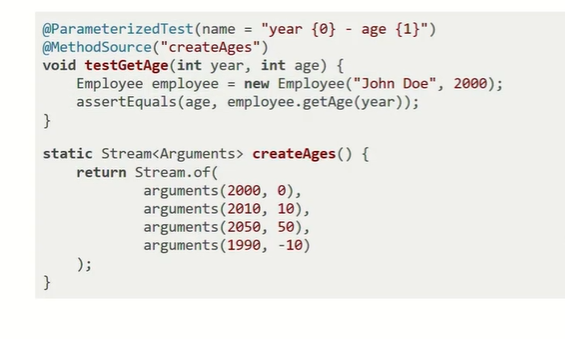 @ParameterizedTest(name = "year {0} - age {1}")
@MethodSource("createAges")
void testGetAge(int year, int age) {
    Employee employee = new Employee("John Doe", 2000);
    assertEquals(age, employee.getAge(year));
}

static Stream<Arguments> createAges() {
    return Stream.of(
            arguments(2000, 0),
            arguments(2010, 10),
            arguments(2050, 50),
            arguments(1990, -10)
    );
}